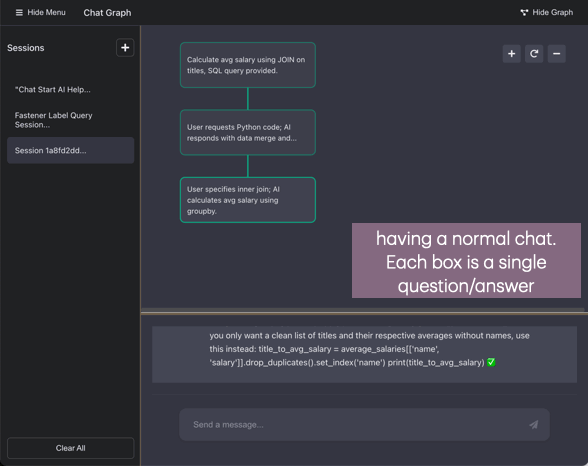 Hide Menu
Chat Graph
Hide Graph
Sessions
"Chat Start AI Help...
Fastener Label Query
Session...
Session 1a8fd2dd...
Clear All
Calculate avg salary using JOIN on
titles, SQL query provided.
User requests Python code; AI
responds with data merge and...
User specifies inner join; AI
calculates avg salary using
groupby.
having a normal chat.
Each box is a single
question/answer
you only want a clean list of titles and their respective averages without names, use
this instead: title_to_avg_salary = average_salaries[['name',
'salary']].drop_duplicates().set_index('name') print(title_to_avg_salary) ✅
Send a message...